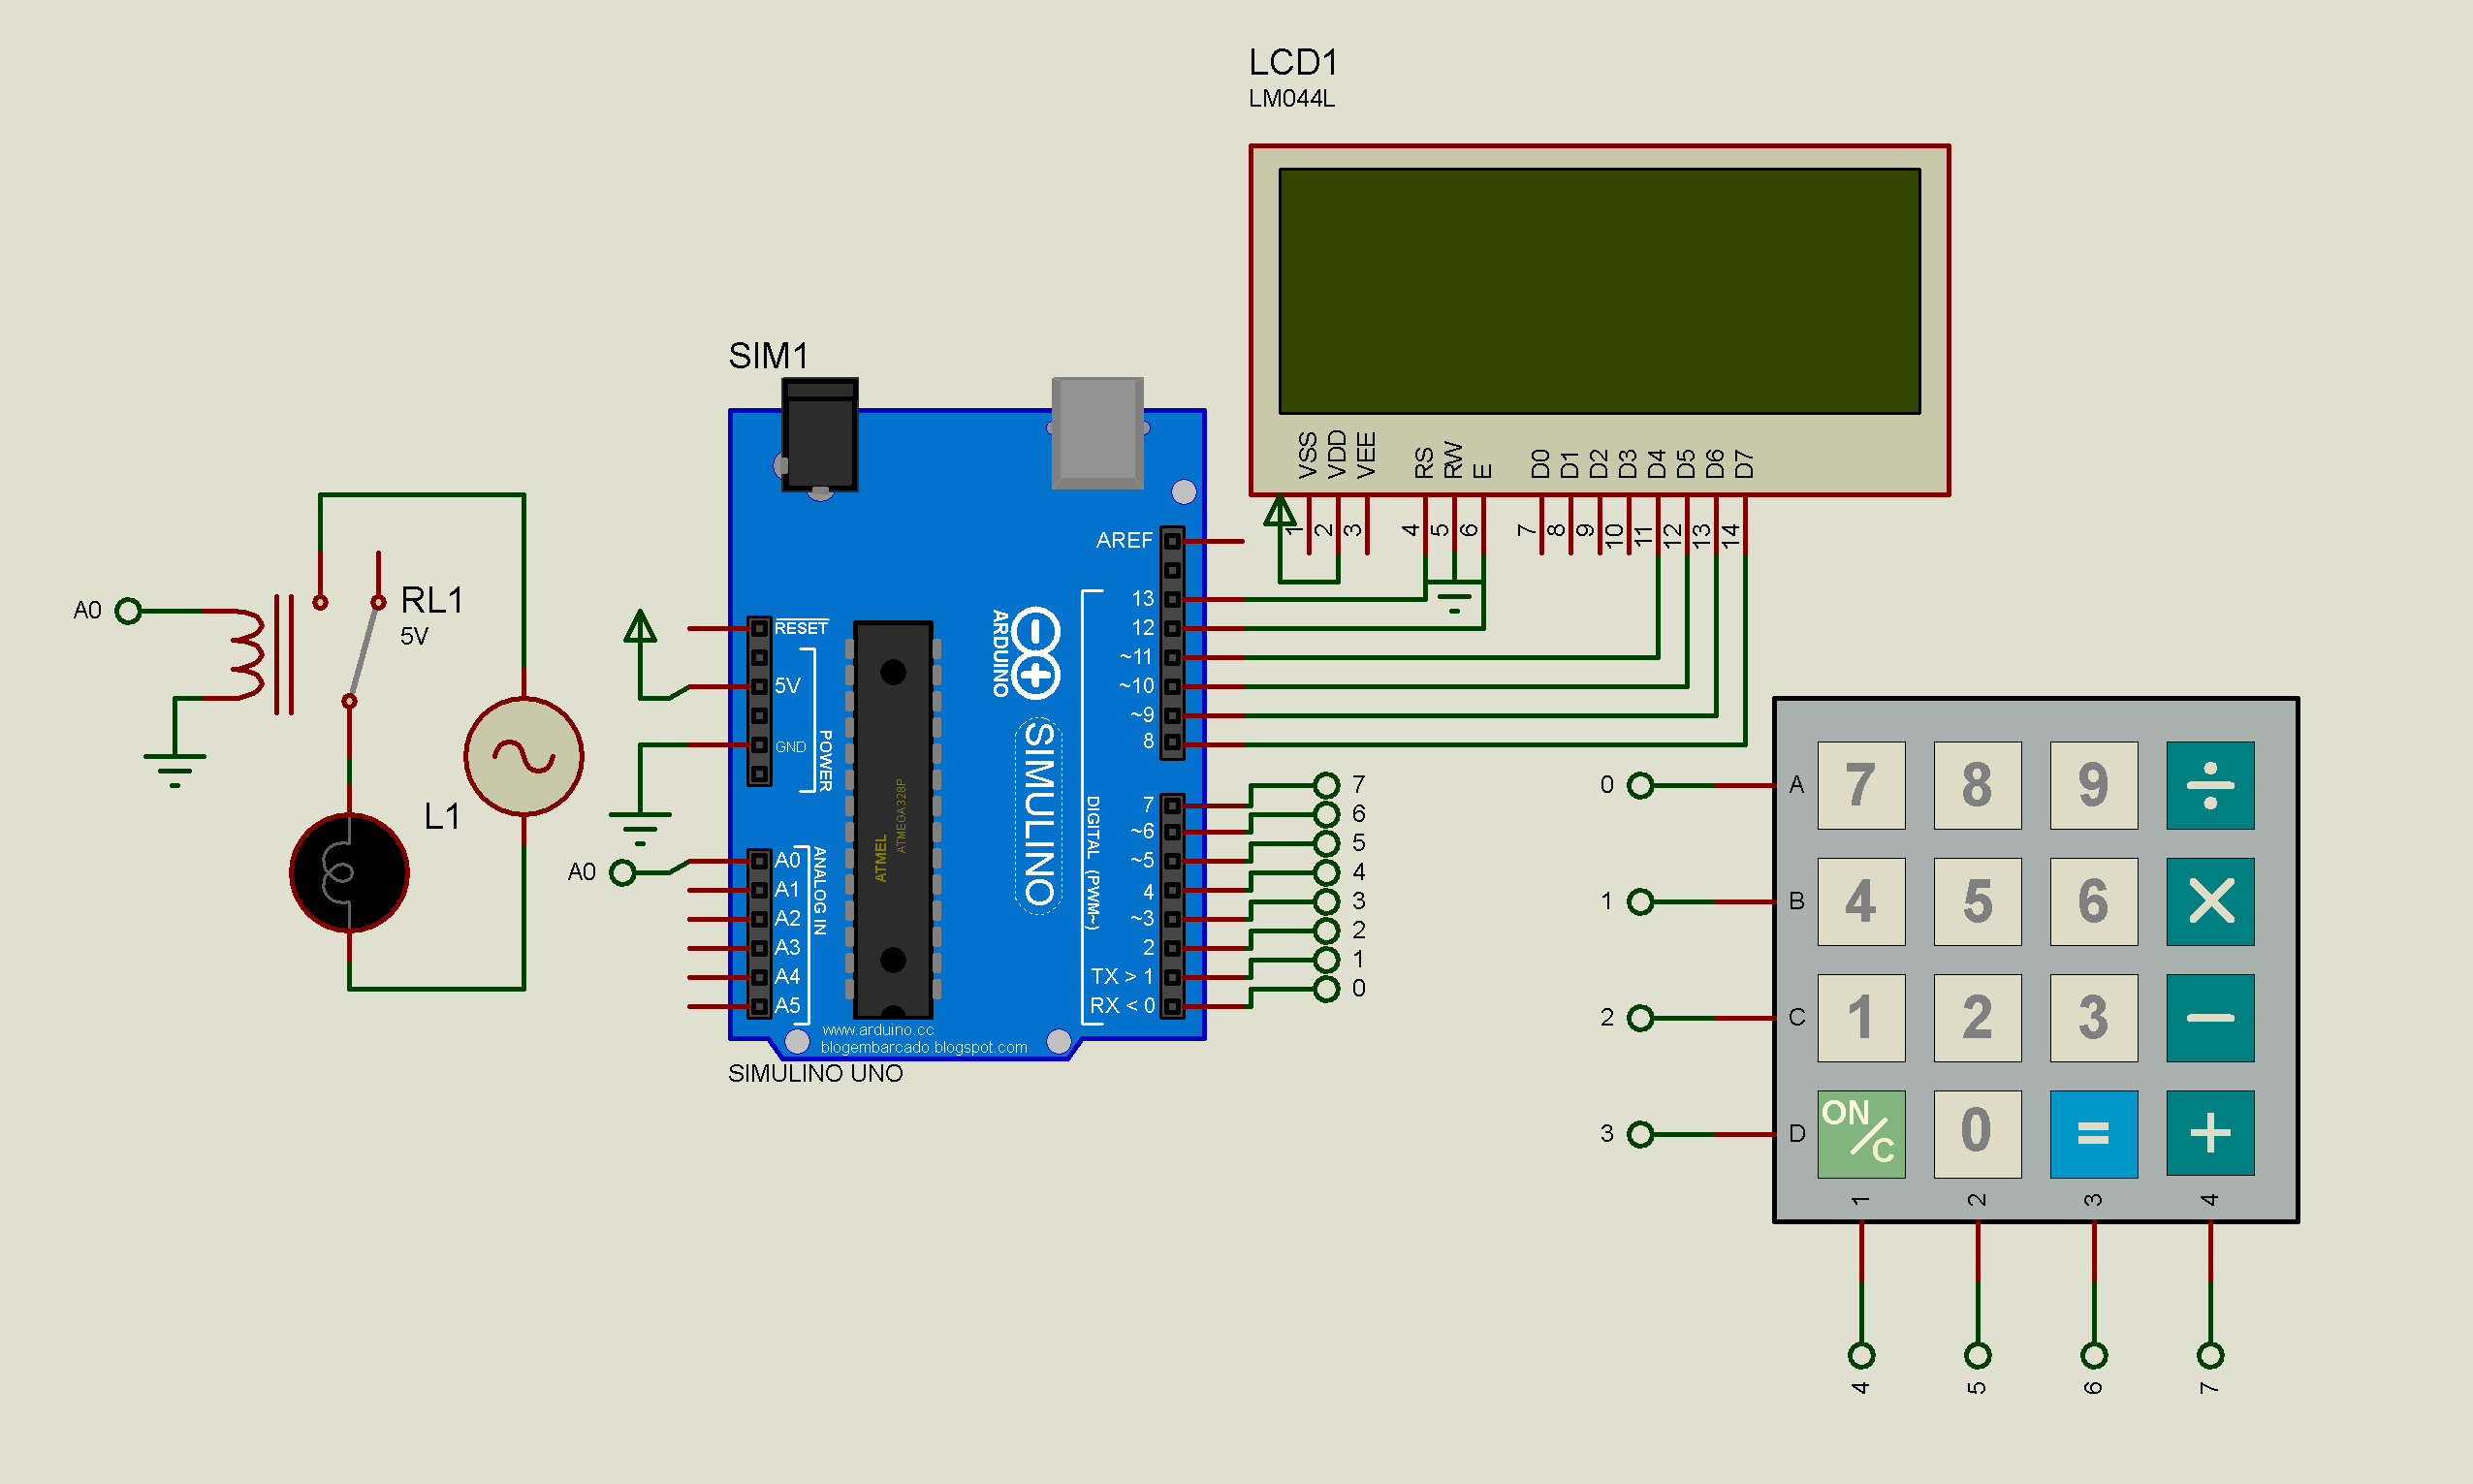 LCD1
LM044L
VSS
VDD
VEE
RS
RW
E
D0
D1
D2
D3
D4
D5
D6
D7
1
2
3
4
5
6
7
8
9
10
11
12
13
14
SIM1
AREF
13
12
~11
~10
~9
8
RESET
5V
GND
POWER
ARDUINO
SIMULINO
A0
RL1
5V
L1
A0
A0
A1
A2
A3
A4
A5
ANALOG IN
ATMEL
ATMEGA328P
DIGITAL (PWM~)
7
~6
~5
4
~3
2
TX > 1
RX < 0
7
6
5
4
3
2
1
0
www.arduino.cc
blogembarcado.blogspot.com
SIMULINO UNO
0 A 7 8 9 ÷
1 B 4 5 6 ×
2 C 1 2 3 −
3 D ON/C 0 = +
1 2 3 4
4 5 6 7